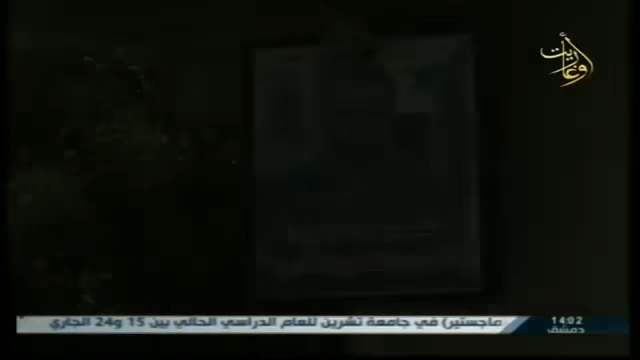 أوغاريت
ماجستير) في جامعة تشرين للعام الدراسي الحالي بين 15 و24 الجاري
14:02
دمشق